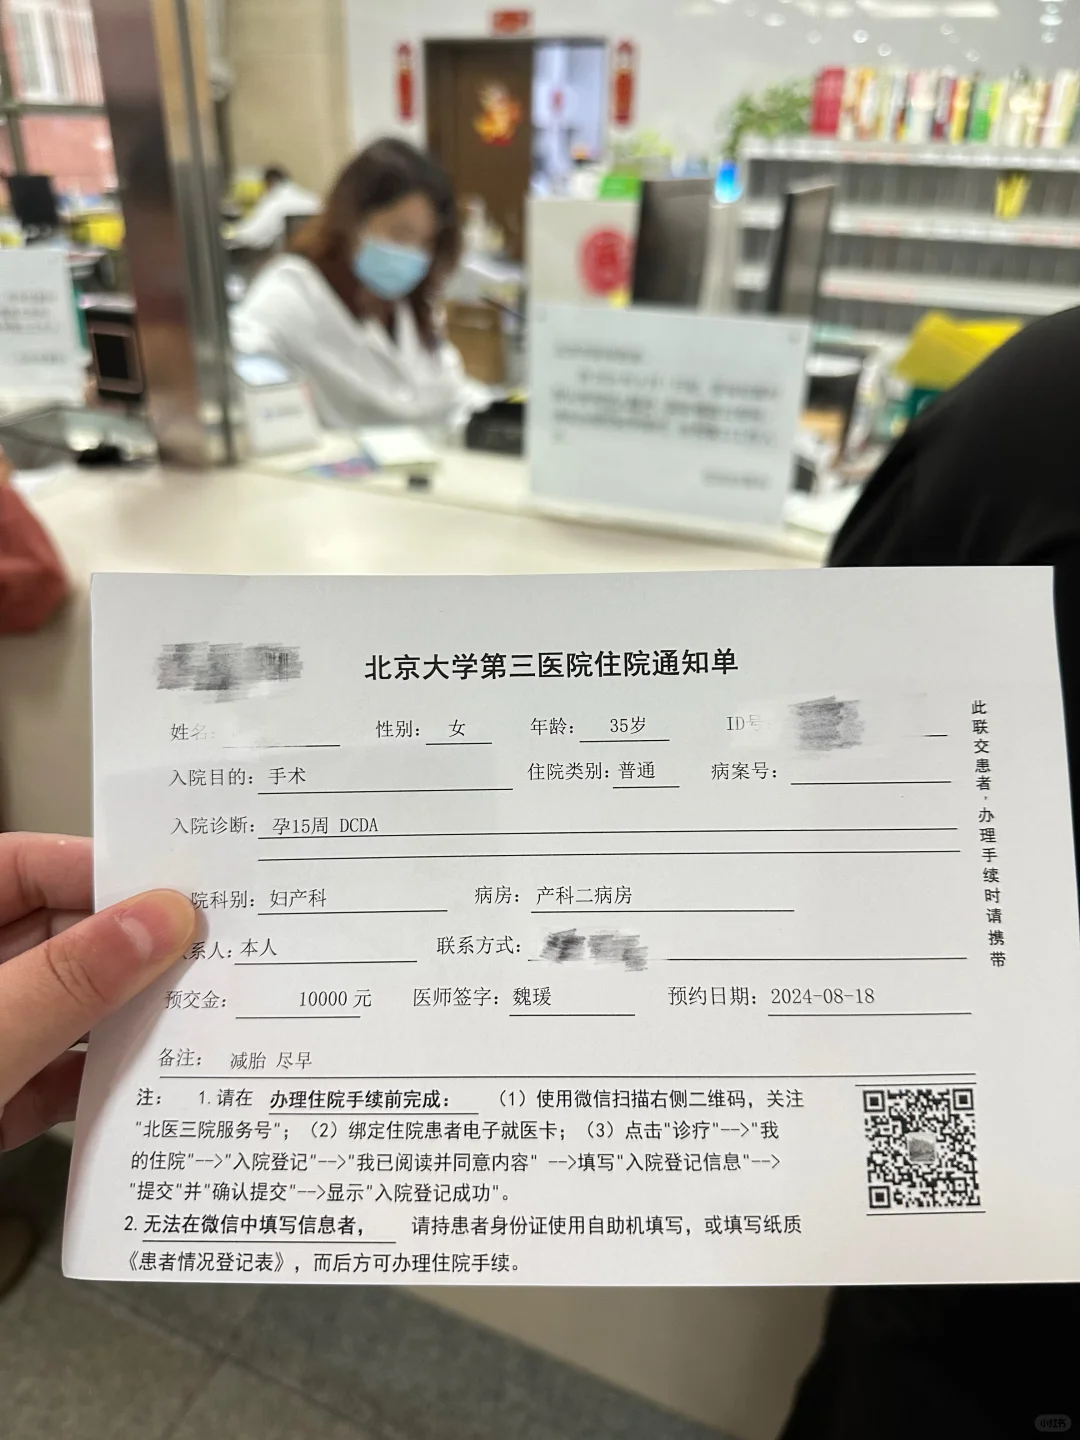 北京大学第三医院住院通知单
姓名:
性别: 女
年龄: 35岁
ID号
入院目的: 手术
住院类别: 普通
病案号:
入院诊断: 孕15周 DCDA
院科别: 妇产科
病房: 产科二病房
系人: 本人
联系方式:
预交金: 10000 元
医师签字: 魏瑗
预约日期: 2024-08-18
备注: 减胎 尽早
注: 1.请在 办理住院手续前完成: (1) 使用微信扫描右侧二维码, 关注
"北医三院服务号"; (2) 绑定住院患者电子就医卡; (3) 点击"诊疗"-->"我
的住院"-->"入院登记"-->"我已阅读并同意内容" -->填写"入院登记信息"-->
"提交"并"确认提交"-->显示"入院登记成功"。
2.无法在微信中填写信息者, 请持患者身份证使用自助机填写, 或填写纸质
《患者情况登记表》, 而后方可办理住院手续。
此联交患者,办理手续时请携带
小红书